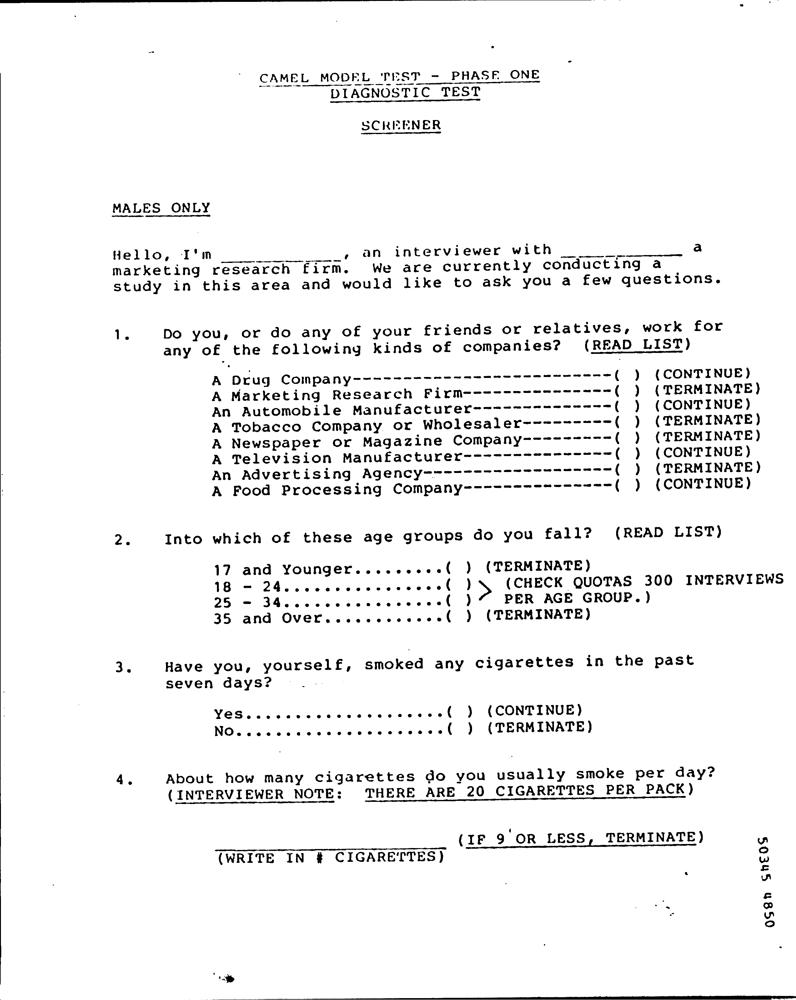 CAMEL MODEL TEST - PHASE ONE
DIAGNOSTIC TEST
SCREENER
MALES ONLY
Hello, I'm ____________, an interviewer with ____________ a
marketing research firm. We are currently conducting a
study in this area and would like to ask you a few questions.
1. Do you, or do any of your friends or relatives, work for
any of the following kinds of companies? (READ LIST)
A Drug Company--------------------------( ) (CONTINUE)
A Marketing Research Firm---------------( ) (TERMINATE)
An Automobile Manufacturer--------------( ) (CONTINUE)
A Tobacco Company or Wholesaler---------( ) (TERMINATE)
A Newspaper or Magazine Company---------( ) (TERMINATE)
A Television Manufacturer---------------( ) (CONTINUE)
An Advertising Agency-------------------( ) (TERMINATE)
A Food Processing Company---------------( ) (CONTINUE)
2. Into which of these age groups do you fall? (READ LIST)
17 and Younger.........( ) (TERMINATE)
18 - 24................( ) > (CHECK QUOTAS 300 INTERVIEWS
25 - 34................( ) PER AGE GROUP.)
35 and Over............( ) (TERMINATE)
3. Have you, yourself, smoked any cigarettes in the past
seven days?
Yes....................( ) (CONTINUE)
No.....................( ) (TERMINATE)
4. About how many cigarettes do you usually smoke per day?
(INTERVIEWER NOTE: THERE ARE 20 CIGARETTES PER PACK)
_______________________ (IF 9 OR LESS, TERMINATE)
(WRITE IN # CIGARETTES)
50345 4850